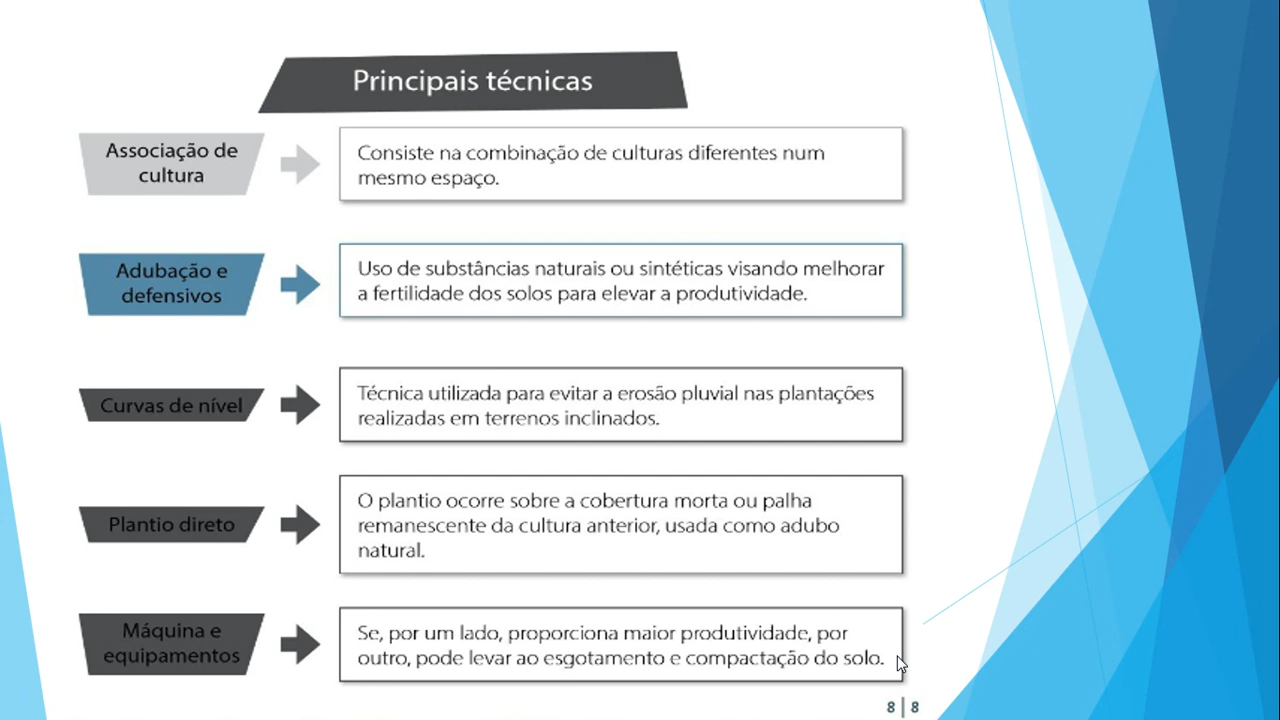 Principais técnicas
Associação de
cultura
Consiste na combinação de culturas diferentes num
mesmo espaço.
Adubação e
defensivos
Uso de substâncias naturais ou sintéticas visando melhorar
a fertilidade dos solos para elevar a produtividade.
Curvas de nível
Técnica utilizada para evitar a erosão pluvial nas plantações
realizadas em terrenos inclinados.
Plantio direto
O plantio ocorre sobre a cobertura morta ou palha
remanescente da cultura anterior, usada como adubo
natural.
Máquina e
equipamentos
Se, por um lado, proporciona maior produtividade, por
outro, pode levar ao esgotamento e compactação do solo.
8 | 8